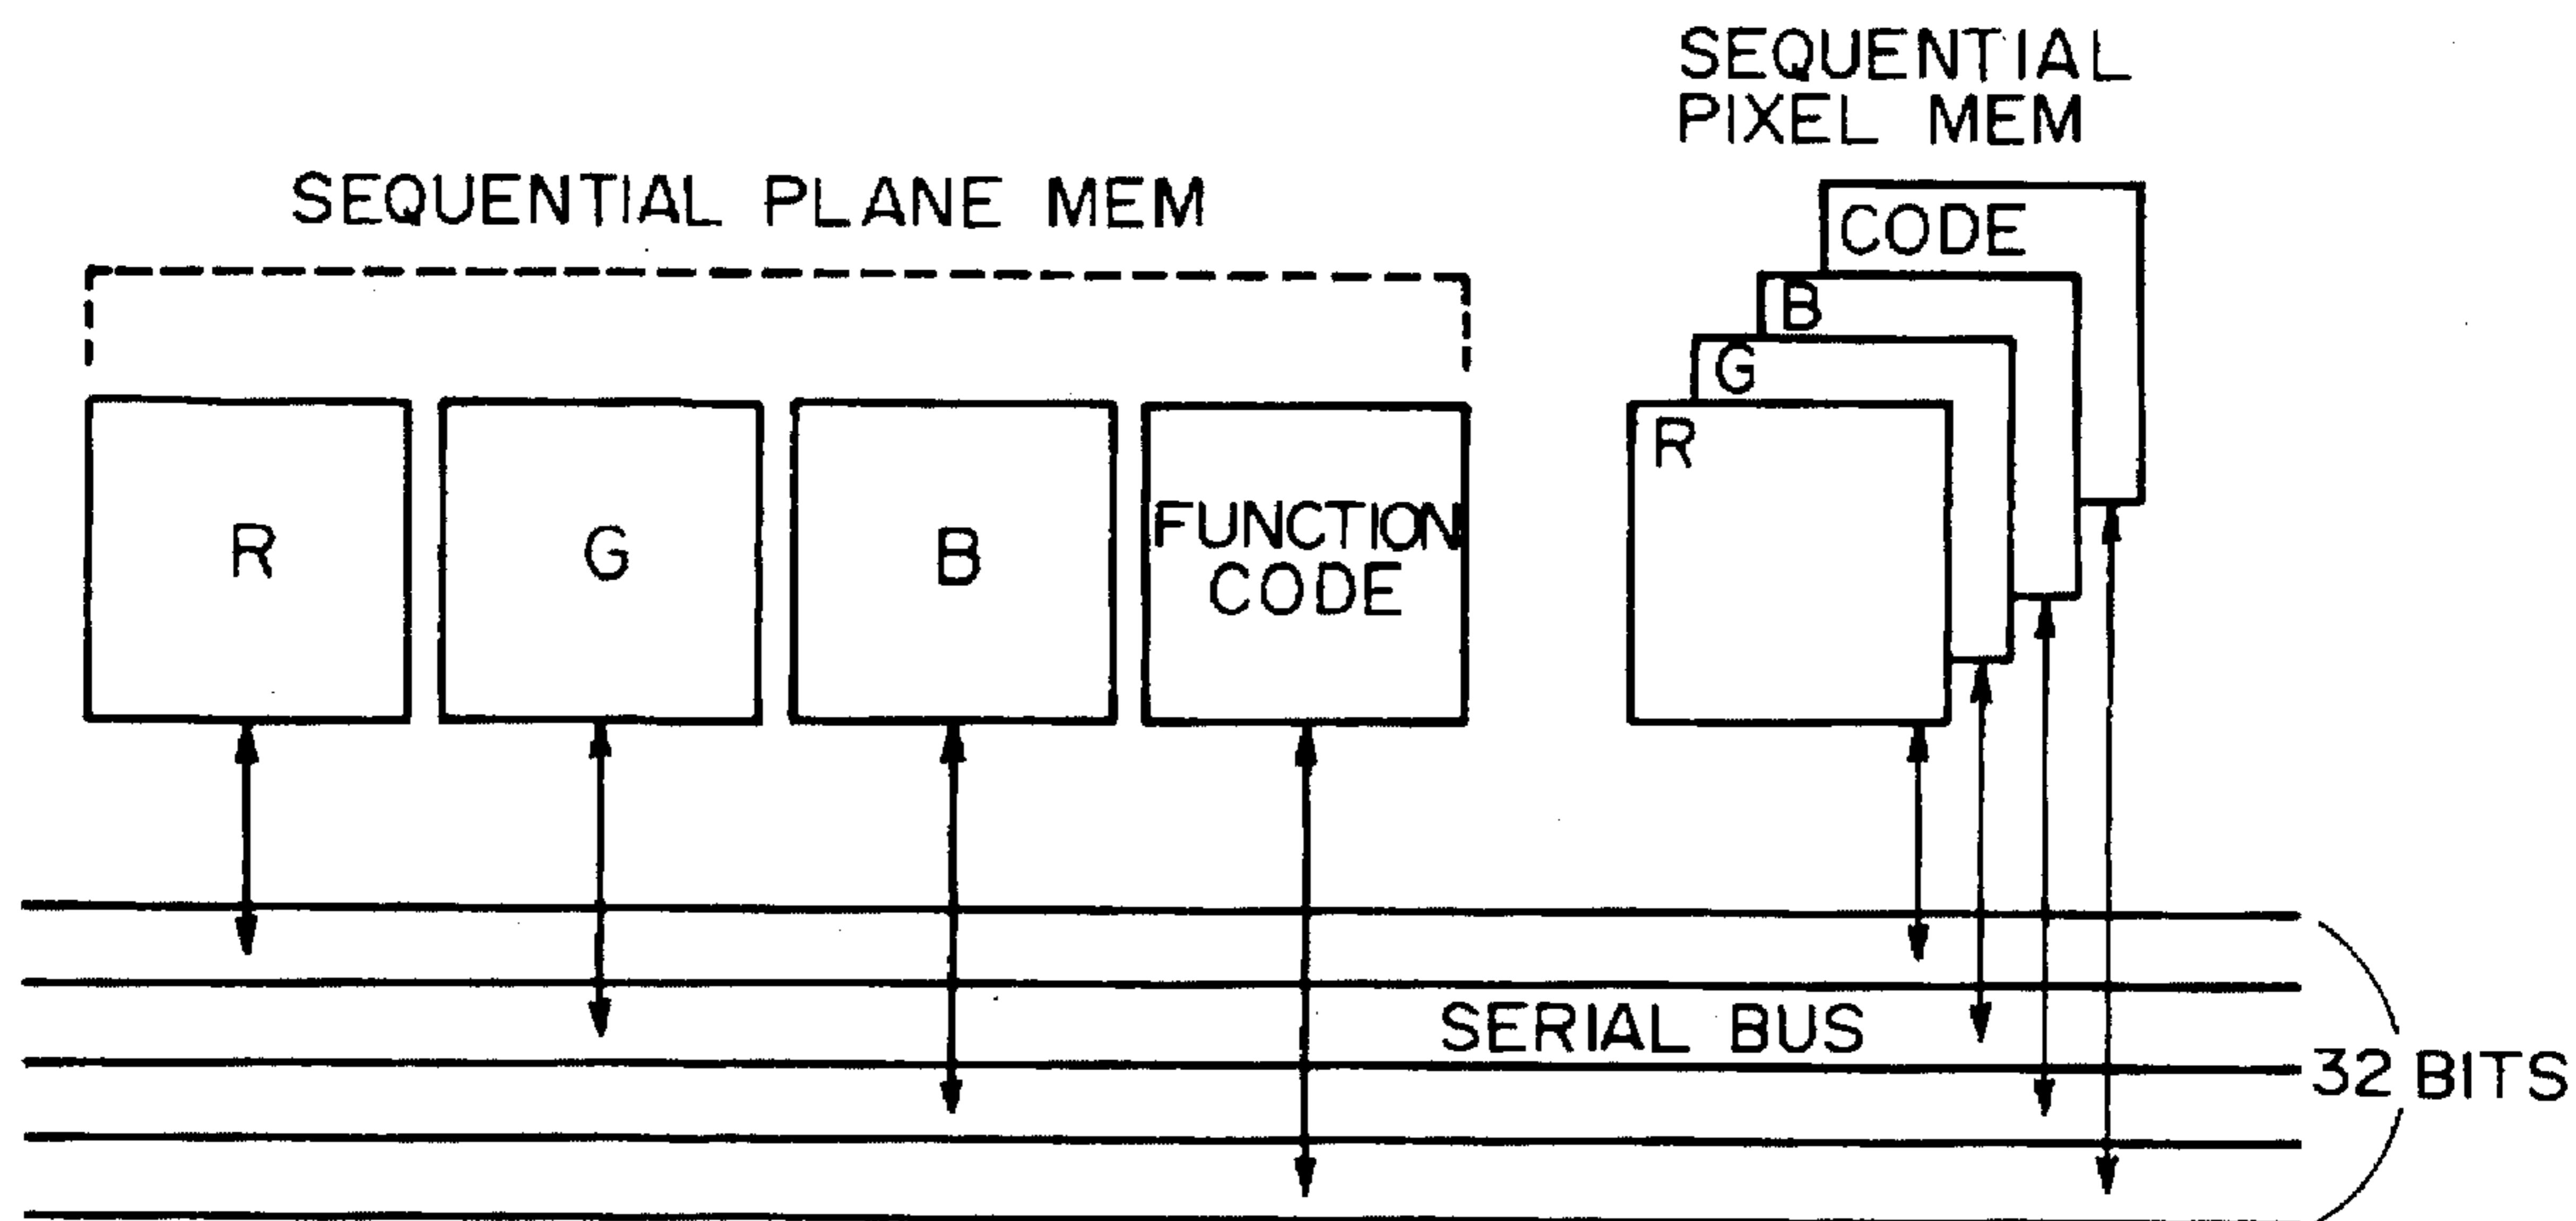 SEQUENTIAL PLANE MEM
R
G
B
FUNCTION
CODE
SEQUENTIAL
PIXEL MEM
CODE
B
G
R
SERIAL BUS
32 BITS